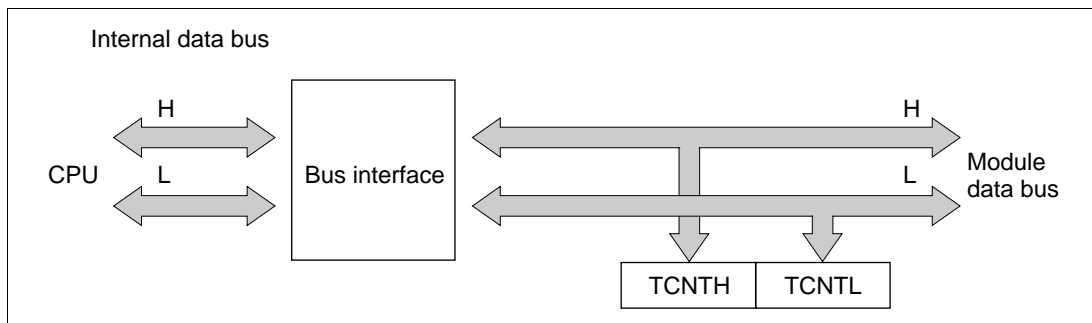 Internal data bus
H
H
CPU
L
Bus interface
L
Module
data bus
TCNTH
TCNTL